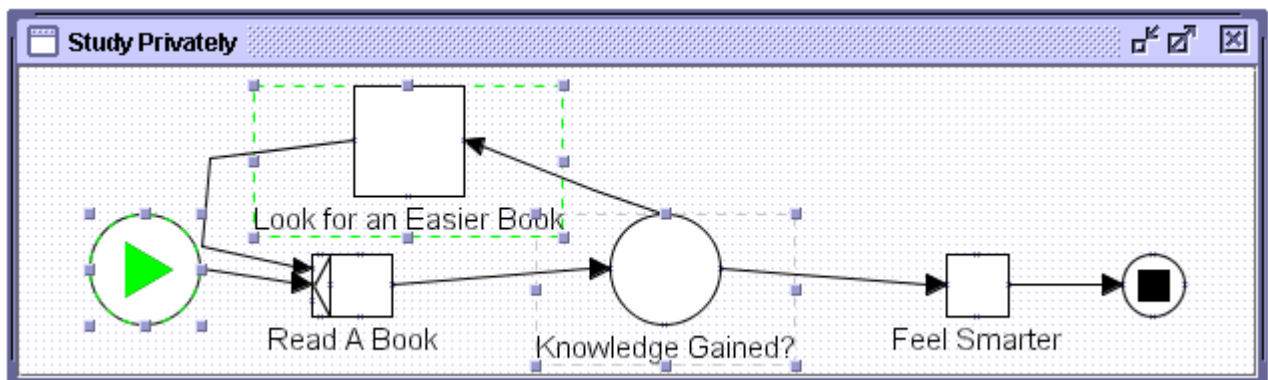 Study Privately
Look for an Easier Book
Read A Book
Knowledge Gained?
Feel Smarter